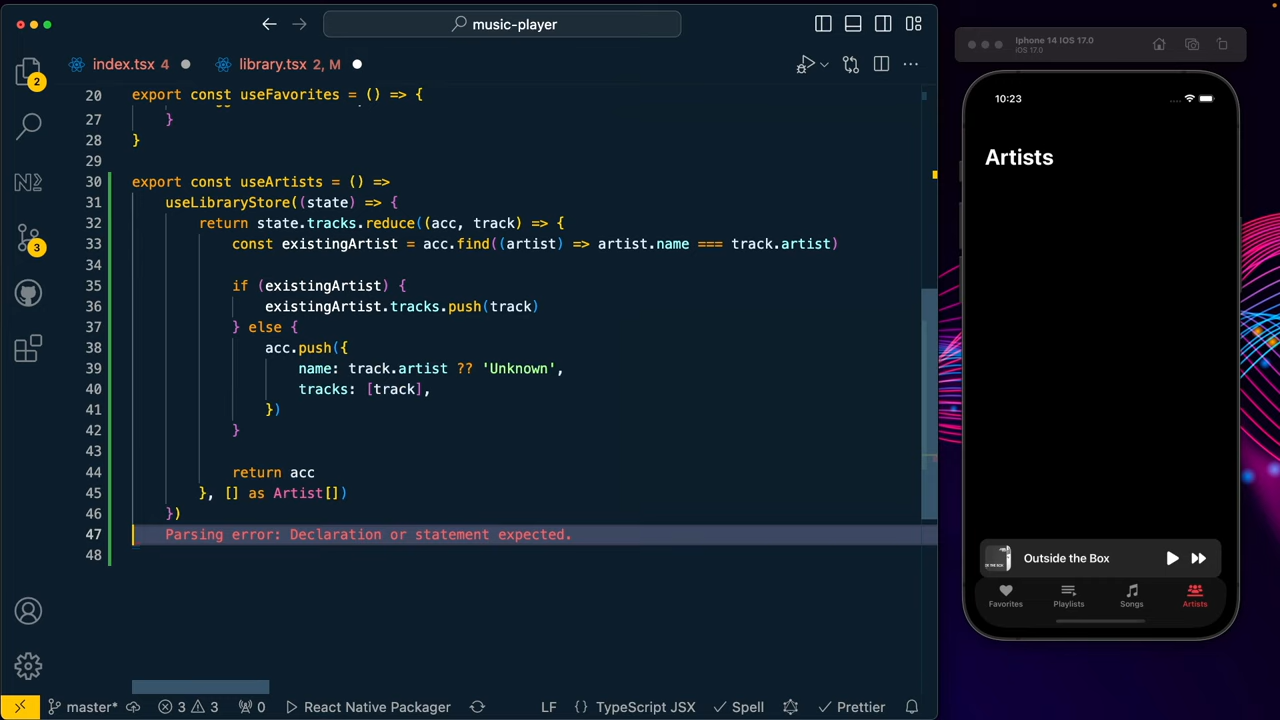 music-player
index.tsx 4
library.tsx 2, M
20 export const useFavorites = () => {
27 }
28 }
29
30 export const useArtists = () =>
31 useLibraryStore((state) => {
32 return state.tracks.reduce((acc, track) => {
33 const existingArtist = acc.find((artist) => artist.name === track.artist)
34
35 if (existingArtist) {
36 existingArtist.tracks.push(track)
37 } else {
38 acc.push({
39 name: track.artist ?? 'Unknown',
40 tracks: [track],
41 })
42 }
43
44 return acc
45 }, [] as Artist[])
46 })
47 Parsing error: Declaration or statement expected.
48
2
3
master* 3 3 0 React Native Packager LF {} TypeScript JSX Spell Prettier
Iphone 14 IOS 17.0
iOS 17.0
10:23
Artists
Outside the Box
Favorites Playlists Songs Artists